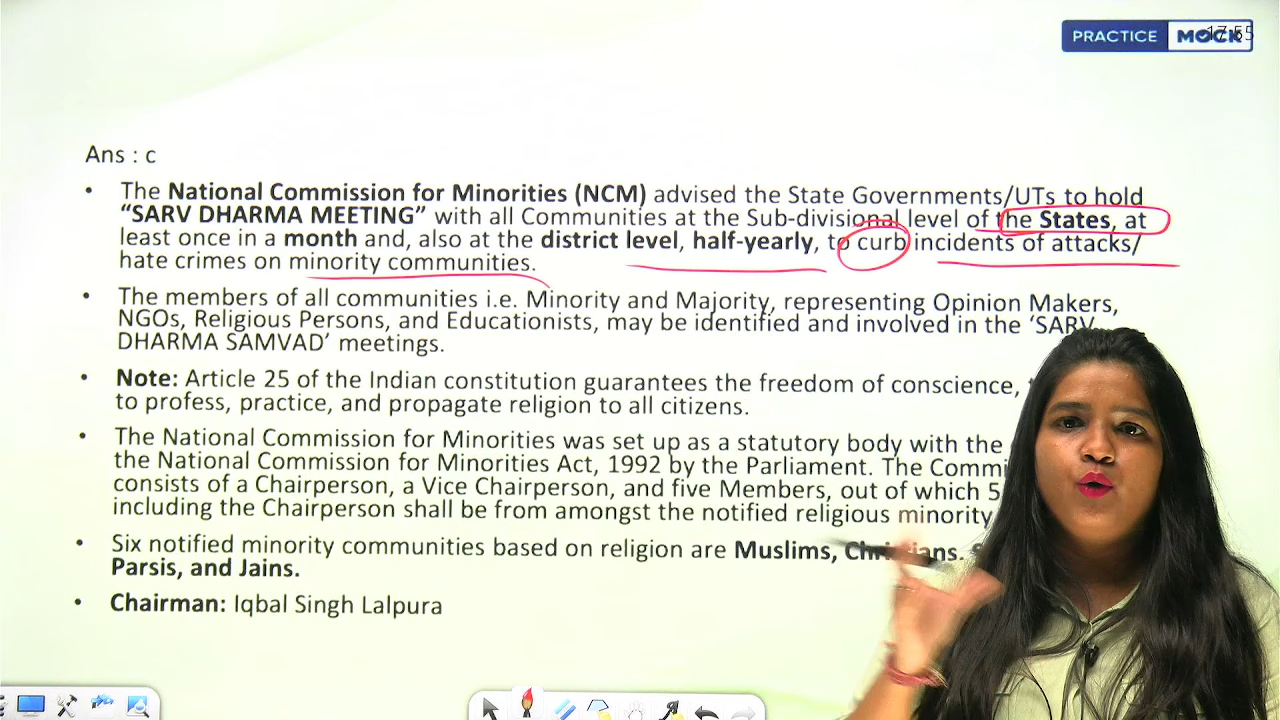 PRACTICE MOCK
17:55
Ans : c
• The National Commission for Minorities (NCM) advised the State Governments/UTs to hold
“SARV DHARMA MEETING” with all Communities at the Sub-divisional level of the States, at
least once in a month and, also at the district level, half-yearly, to curb incidents of attacks/
hate crimes on minority communities.
• The members of all communities i.e. Minority and Majority, representing Opinion Makers,
NGOs, Religious Persons, and Educationists, may be identified and involved in the ‘SARV
DHARMA SAMVAD’ meetings.
• Note: Article 25 of the Indian constitution guarantees the freedom of conscience,
to profess, practice, and propagate religion to all citizens.
• The National Commission for Minorities was set up as a statutory body with the
the National Commission for Minorities Act, 1992 by the Parliament. The
consists of a Chairperson, a Vice Chairperson, and five Members, out of which 5
including the Chairperson shall be from amongst the notified religious minority
• Six notified minority communities based on religion are Muslims, Christians.
Parsis, and Jains.
• Chairman: Iqbal Singh Lalpura